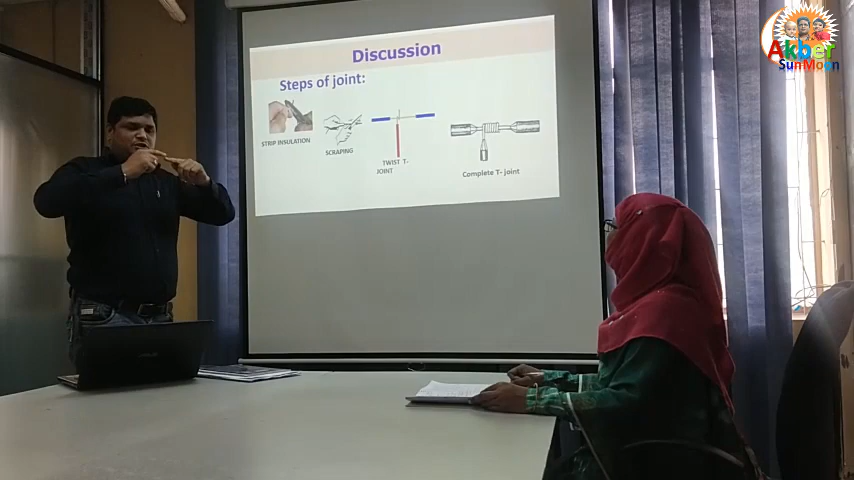 Discussion
Steps of joint:
STRIP INSULATION
SCRAPING
TWIST T-
JOINT
Complete T- joint
Akber
SunMoon